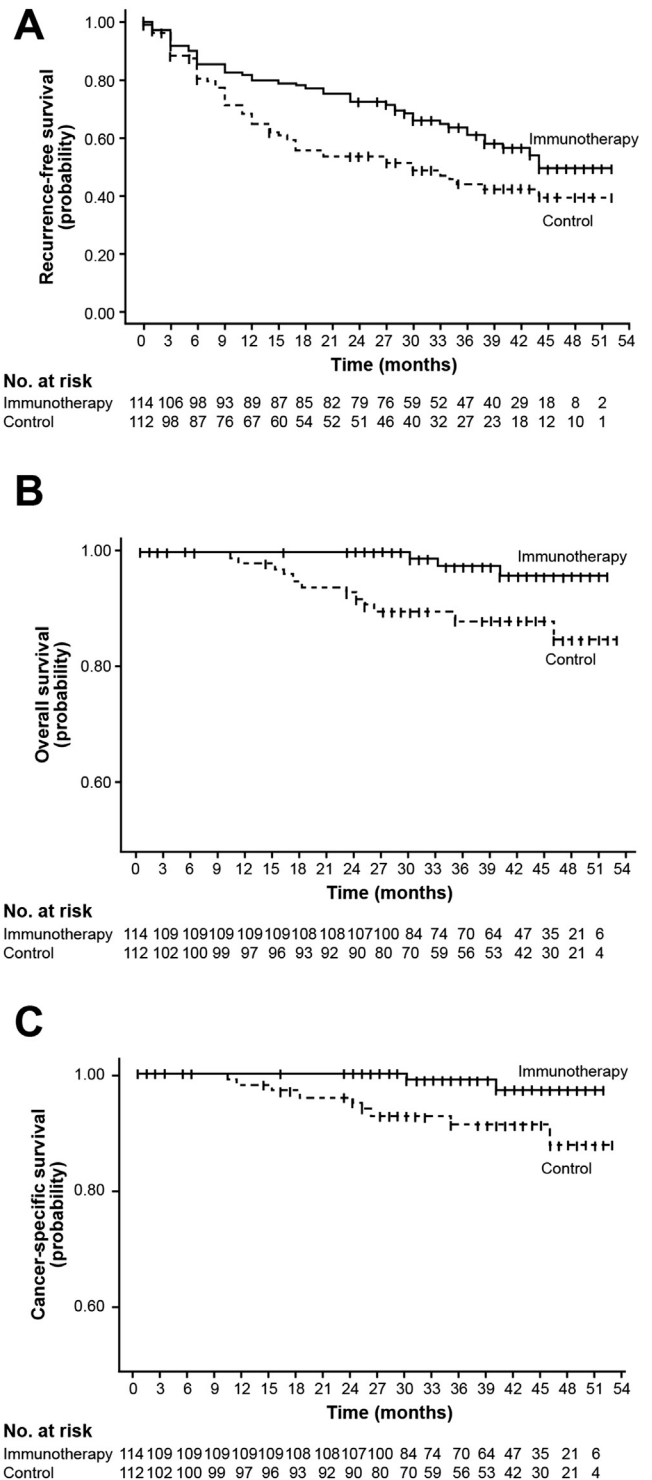 A
Recurrence-free survival
(probability)
1.00
0.80
0.60
0.40
0.20
0.00
Immunotherapy
Control
0 3 6 9 12 15 18 21 24 27 30 33 36 39 42 45 48 51 54
Time (months)
No. at risk
Immunotherapy 114 106 98 93 89 87 85 82 79 76 59 52 47 40 29 18 8 2
Control 112 98 87 76 67 60 54 52 51 46 40 32 27 23 18 12 10 1
B
Overall survival
(probability)
1.00
0.80
0.60
Immunotherapy
Control
0 3 6 9 12 15 18 21 24 27 30 33 36 39 42 45 48 51 54
Time (months)
No. at risk
Immunotherapy 114 109 109 109 109 109 108 108 107 100 84 74 70 64 47 35 21 6
Control 112 102 100 99 97 96 93 92 90 80 70 59 56 53 42 30 21 4
C
Cancer-specific survival
(probability)
1.00
0.80
0.60
Immunotherapy
Control
0 3 6 9 12 15 18 21 24 27 30 33 36 39 42 45 48 51 54
Time (months)
No. at risk
Immunotherapy 114 109 109 109 109 109 108 108 107 100 84 74 70 64 47 35 21 6
Control 112 102 100 99 97 96 93 92 90 80 70 59 56 53 42 30 21 4